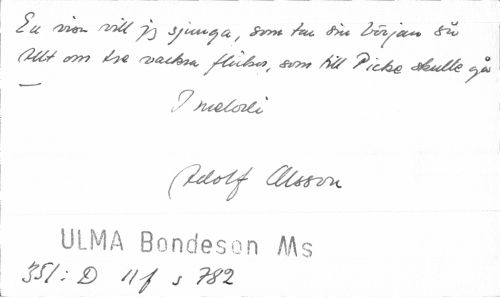 En visa vill jag sjunga, som tar sin början så
Allt om tre vackra flickor, som till Picke skulle gå
—
I melodi
Adolf Olsson
ULMA Bondeson Ms
351: D 11 f s 782